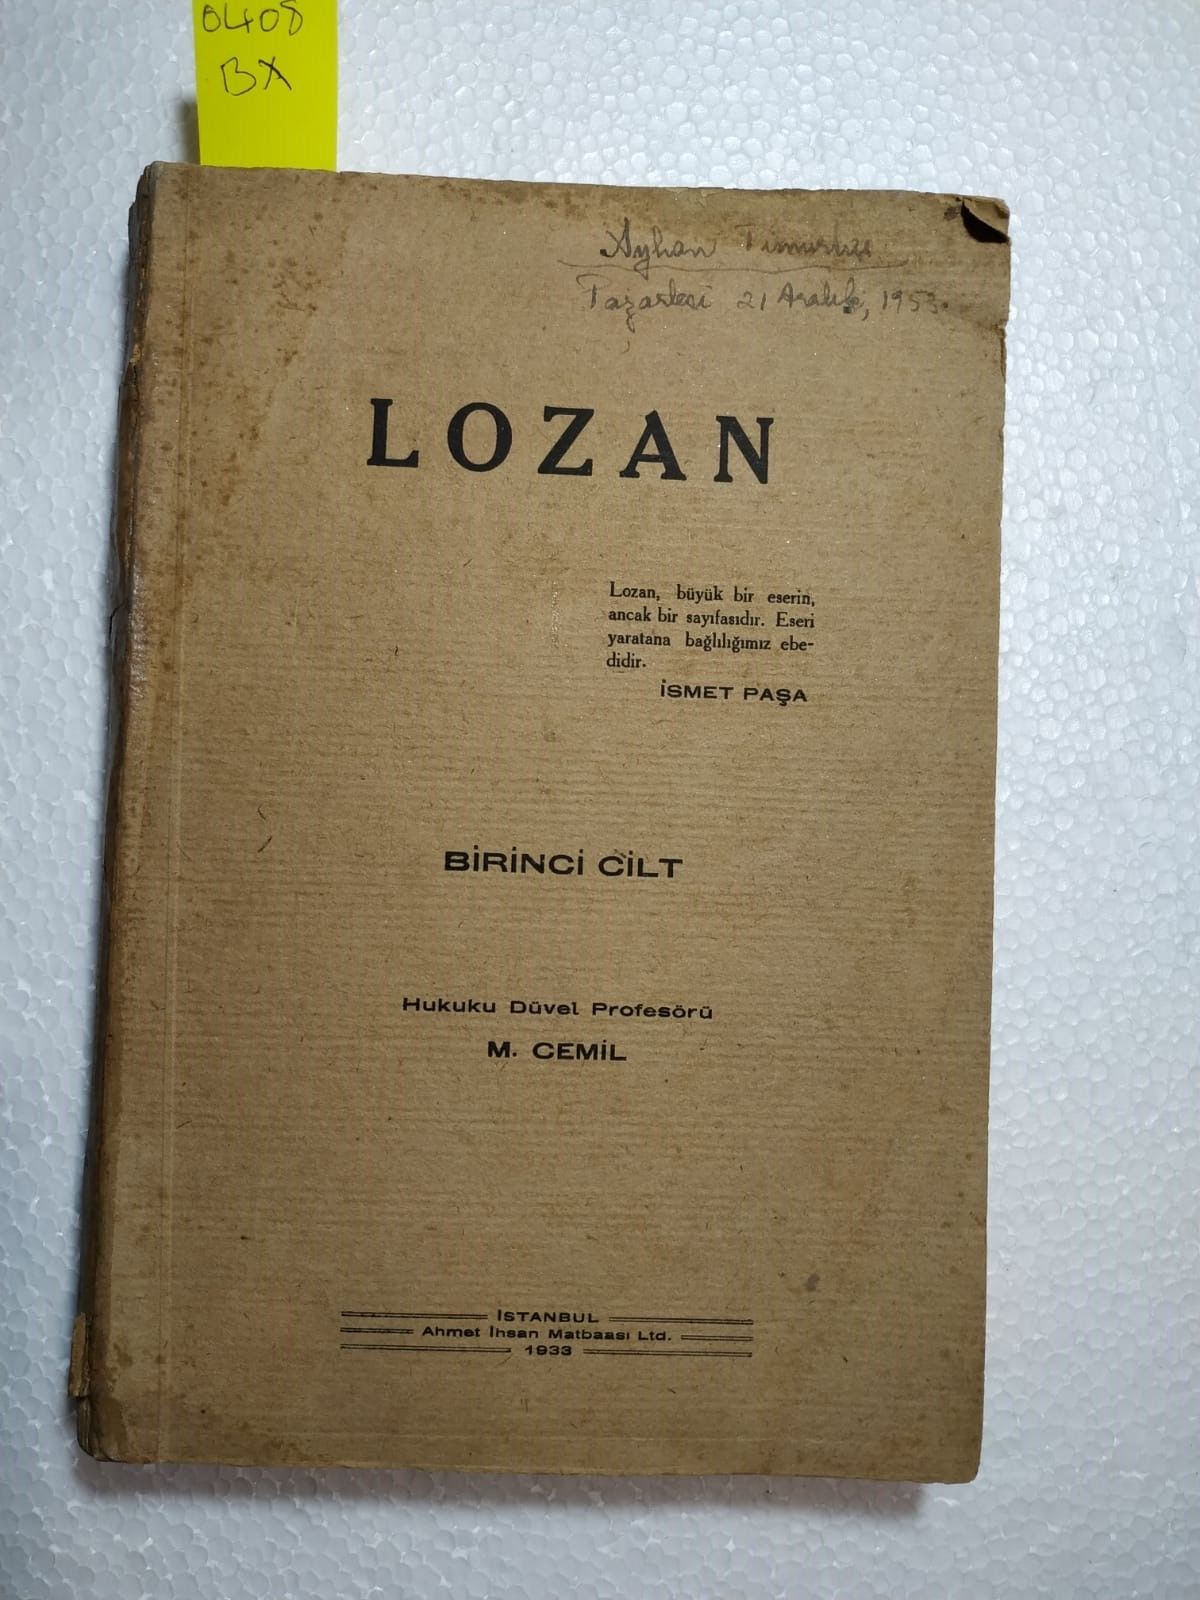 0408
BX
Ayhan
Pazartesi 21 Aralık, 1953.
LOZAN
Lozan, büyük bir eserin,
ancak bir sayıfasıdır. Eseri
yaratana bağlılığımız ebe-
didir.
İSMET PAŞA
BİRİNCİ CİLT
Hukuku Düvel Profesörü
M. CEMİL
İSTANBUL
Ahmet İhsan Matbaası Ltd.
1933